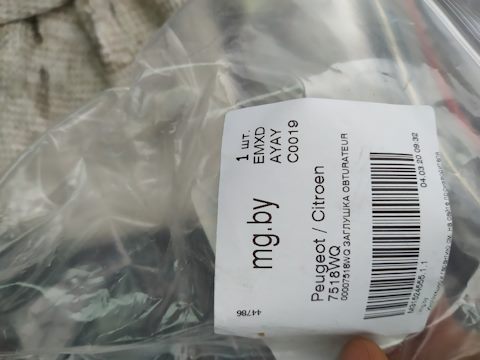 mg.by
1 шт.
EMXD
AYAY
C0019
Peugeot / Citroen
7518WQ
00007518WQ ЗАГЛУШКА OBTURATEUR
04.03.20 09:32
44786